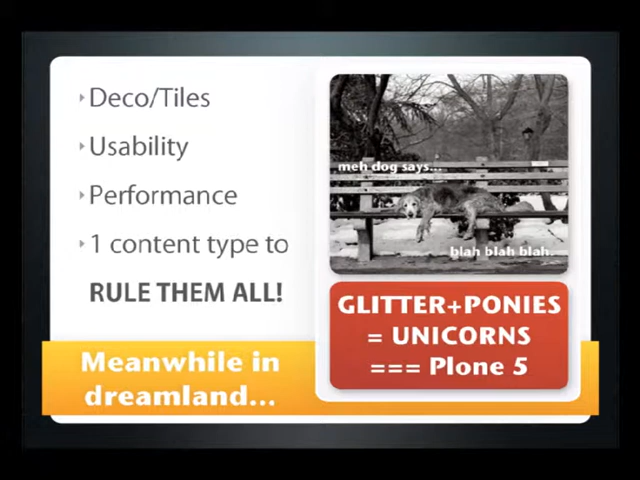 Deco/Tiles
Usability
Performance
1 content type to
RULE THEM ALL!
Meanwhile in
dreamland...
meh dog says...
blah blah blah.
GLITTER+PONIES
= UNICORNS
=== Plone 5